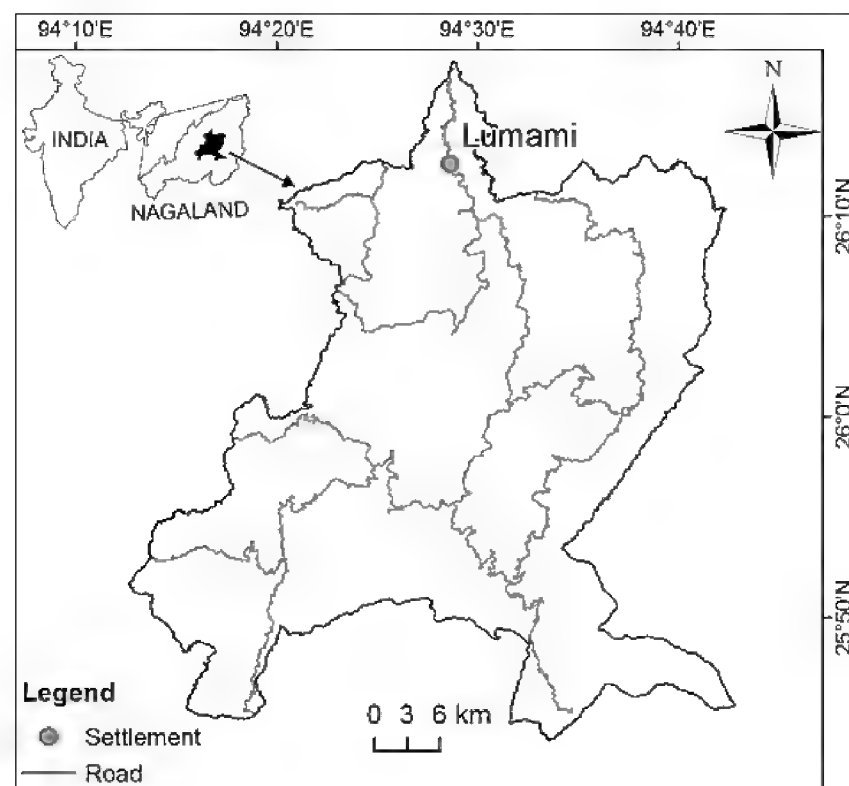 94°10'E 94°20'E 94°30'E 94°40'E
N
INDIA
Lumami
NAGALAND
26°10'N
26°0'N
25°50'N
Legend
Settlement
Road
0 3 6 km